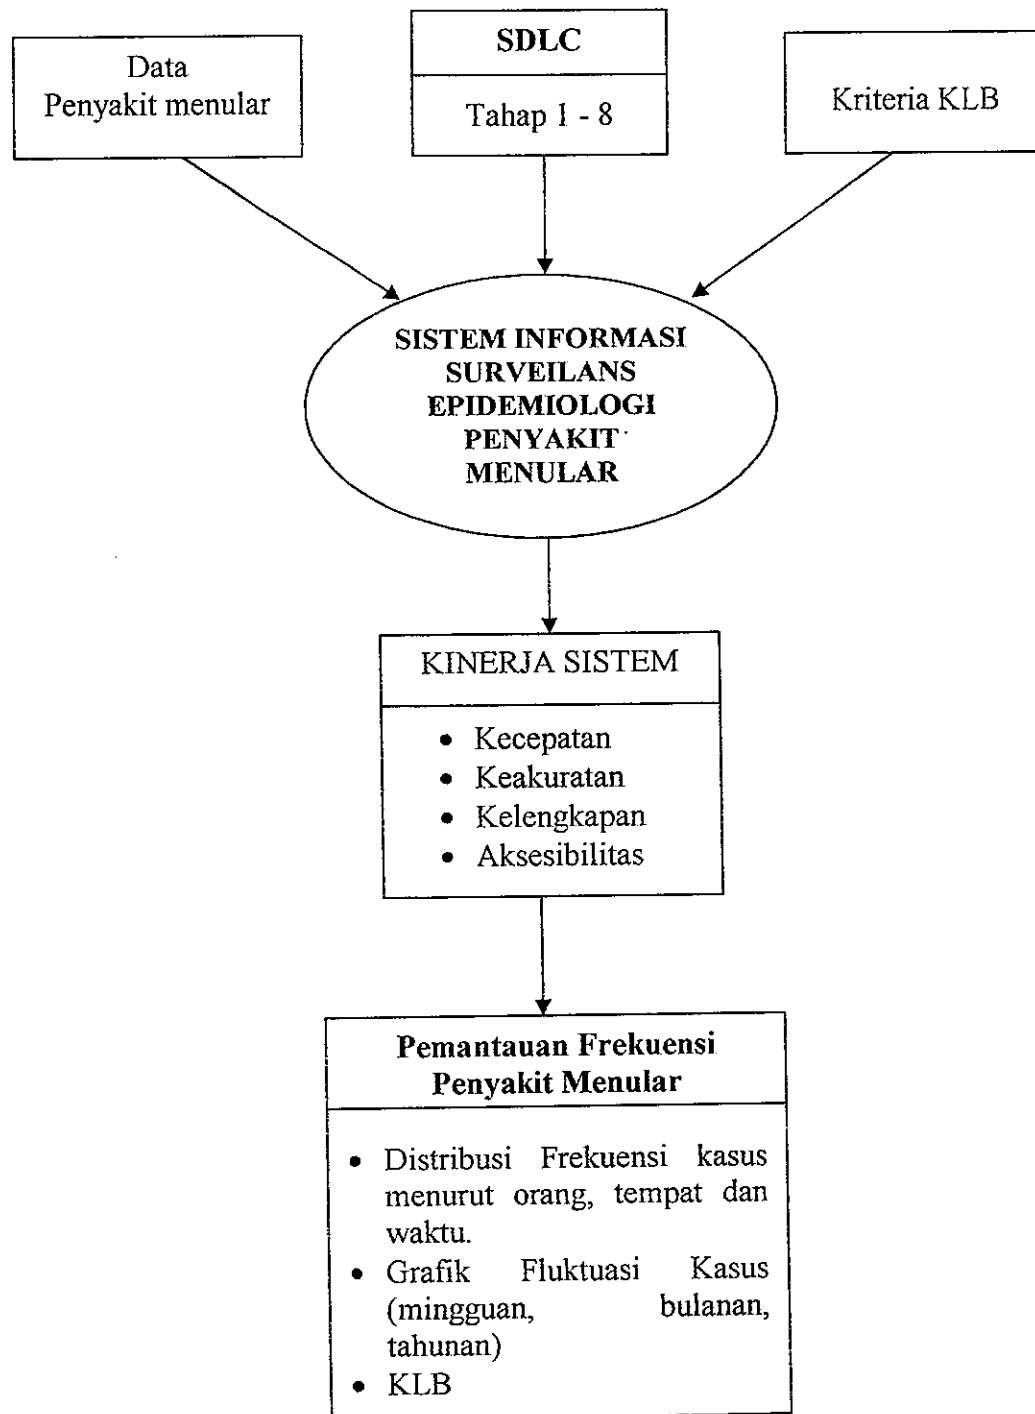 Data
Penyakit menular
SDLC
Tahap 1 - 8
Kriteria KLB
SISTEM INFORMASI
SURVEILANS
EPIDEMIOLOGI
PENYAKIT
MENULAR
KINERJA SISTEM
• Kecepatan
• Keakuratan
• Kelengkapan
• Aksesibilitas
Pemantauan Frekuensi
Penyakit Menular
• Distribusi Frekuensi kasus
menurut orang, tempat dan
waktu.
• Grafik Fluktuasi Kasus
(mingguan, bulanan,
tahunan)
• KLB